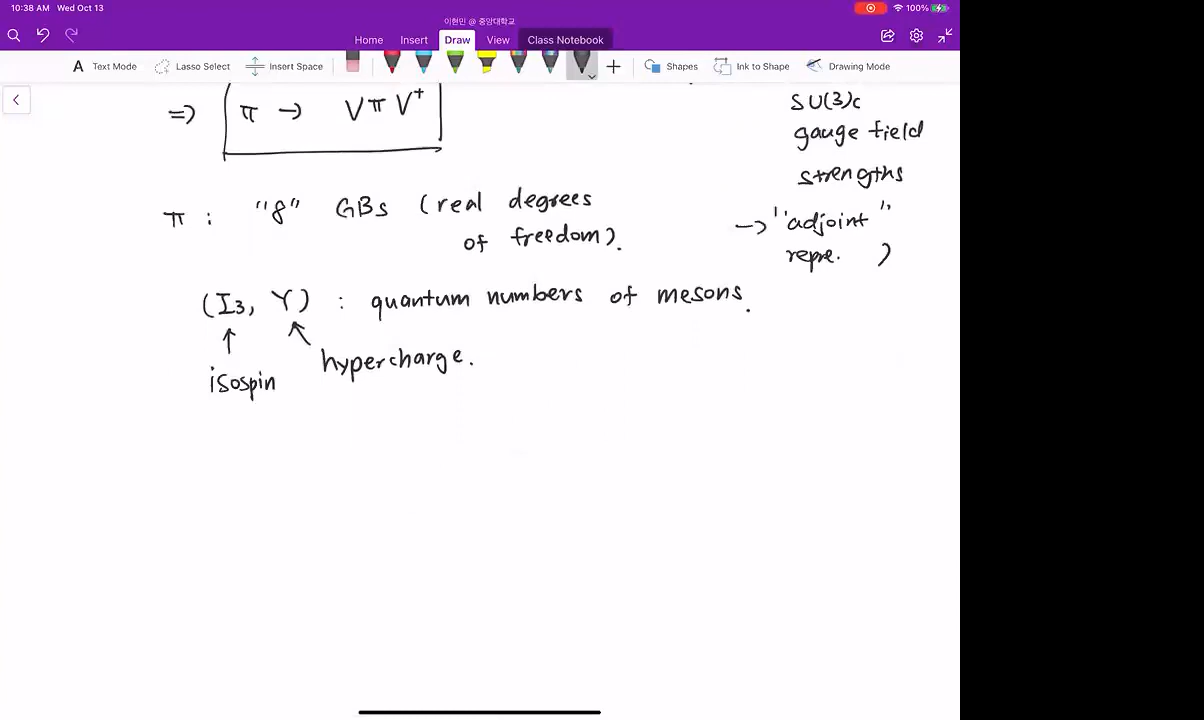 10:38 AM Wed Oct 13
100%
이현민 @ 중앙대학교
Home Insert Draw View Class Notebook
Text Mode Lasso Select Insert Space Shapes Ink to Shape Drawing Mode
=> π → V π V†
SU(3)c
gauge field
strengths
→ "adjoint"
repre. )
π : "8" GBs (real degrees
of freedom).
(I3, Y) : quantum numbers of mesons.
↑ ↖ hypercharge.
isospin